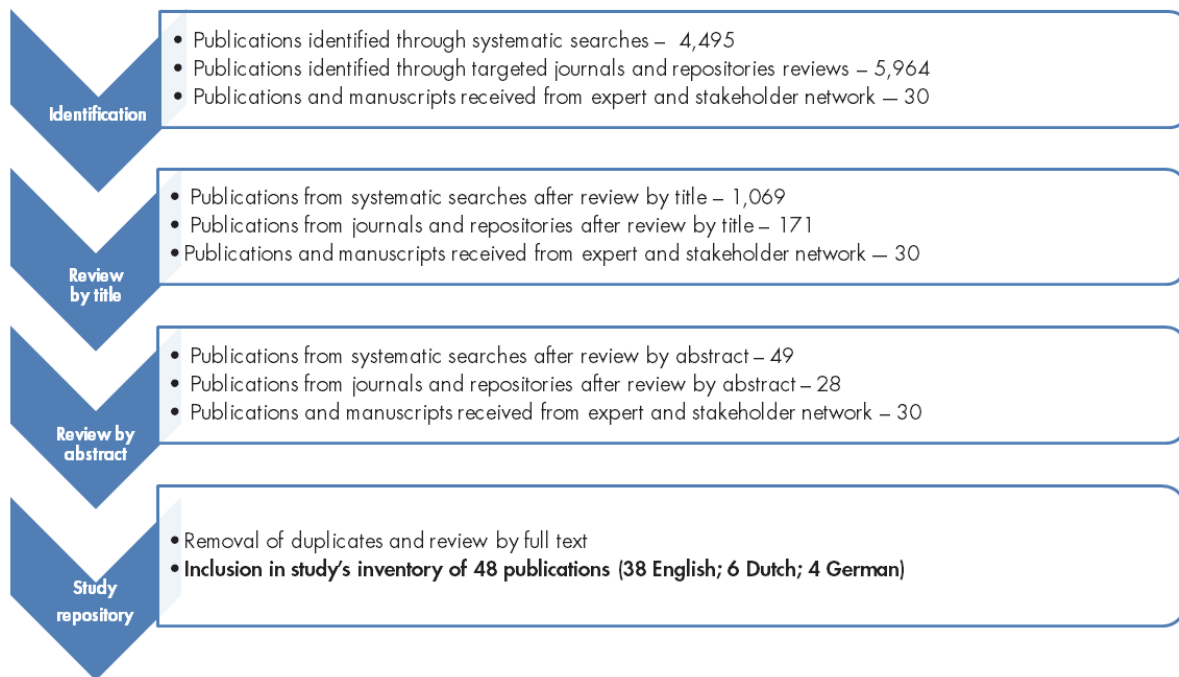 • Publications identified through systematic searches – 4,495
• Publications identified through targeted journals and repositories reviews – 5,964
• Publications and manuscripts received from expert and stakeholder network — 30
Identification
• Publications from systematic searches after review by title – 1,069
• Publications from journals and repositories after review by title – 171
• Publications and manuscripts received from expert and stakeholder network — 30
Review
by title
• Publications from systematic searches after review by abstract – 49
• Publications from journals and repositories after review by abstract – 28
• Publications and manuscripts received from expert and stakeholder network – 30
Review by
abstract
• Removal of duplicates and review by full text
• Inclusion in study's inventory of 48 publications (38 English; 6 Dutch; 4 German)
Study
repository